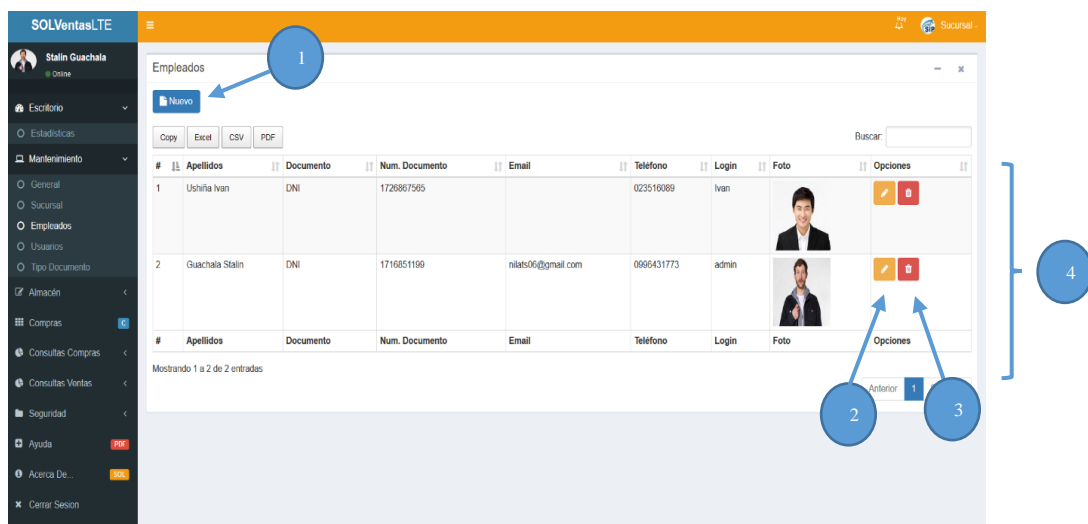 SOLVentasLTE
Hoy
SIP
Sucursal
Stalin Guachala
Online
Escritorio
Estadísticas
Mantenimiento
General
Sucursal
Empleados
Usuarios
Tipo Documento
Almacén
Compras C
Consultas Compras
Consultas Ventas
Seguridad
Ayuda PDF
Acerca De... SOL
Cerrar Sesion
Empleados
1
Nuevo
Copy Excel CSV PDF
Buscar:
# Apellidos Documento Num. Documento Email Teléfono Login Foto Opciones
1 Ushiña Ivan DNI 1726867565 023516089 Ivan
2 Guachala Stalin DNI 1716851199 nilats06@gmail.com 0996431773 admin
# Apellidos Documento Num. Documento Email Teléfono Login Foto Opciones
Mostrando 1 a 2 de 2 entradas
Anterior 1
2
3
4